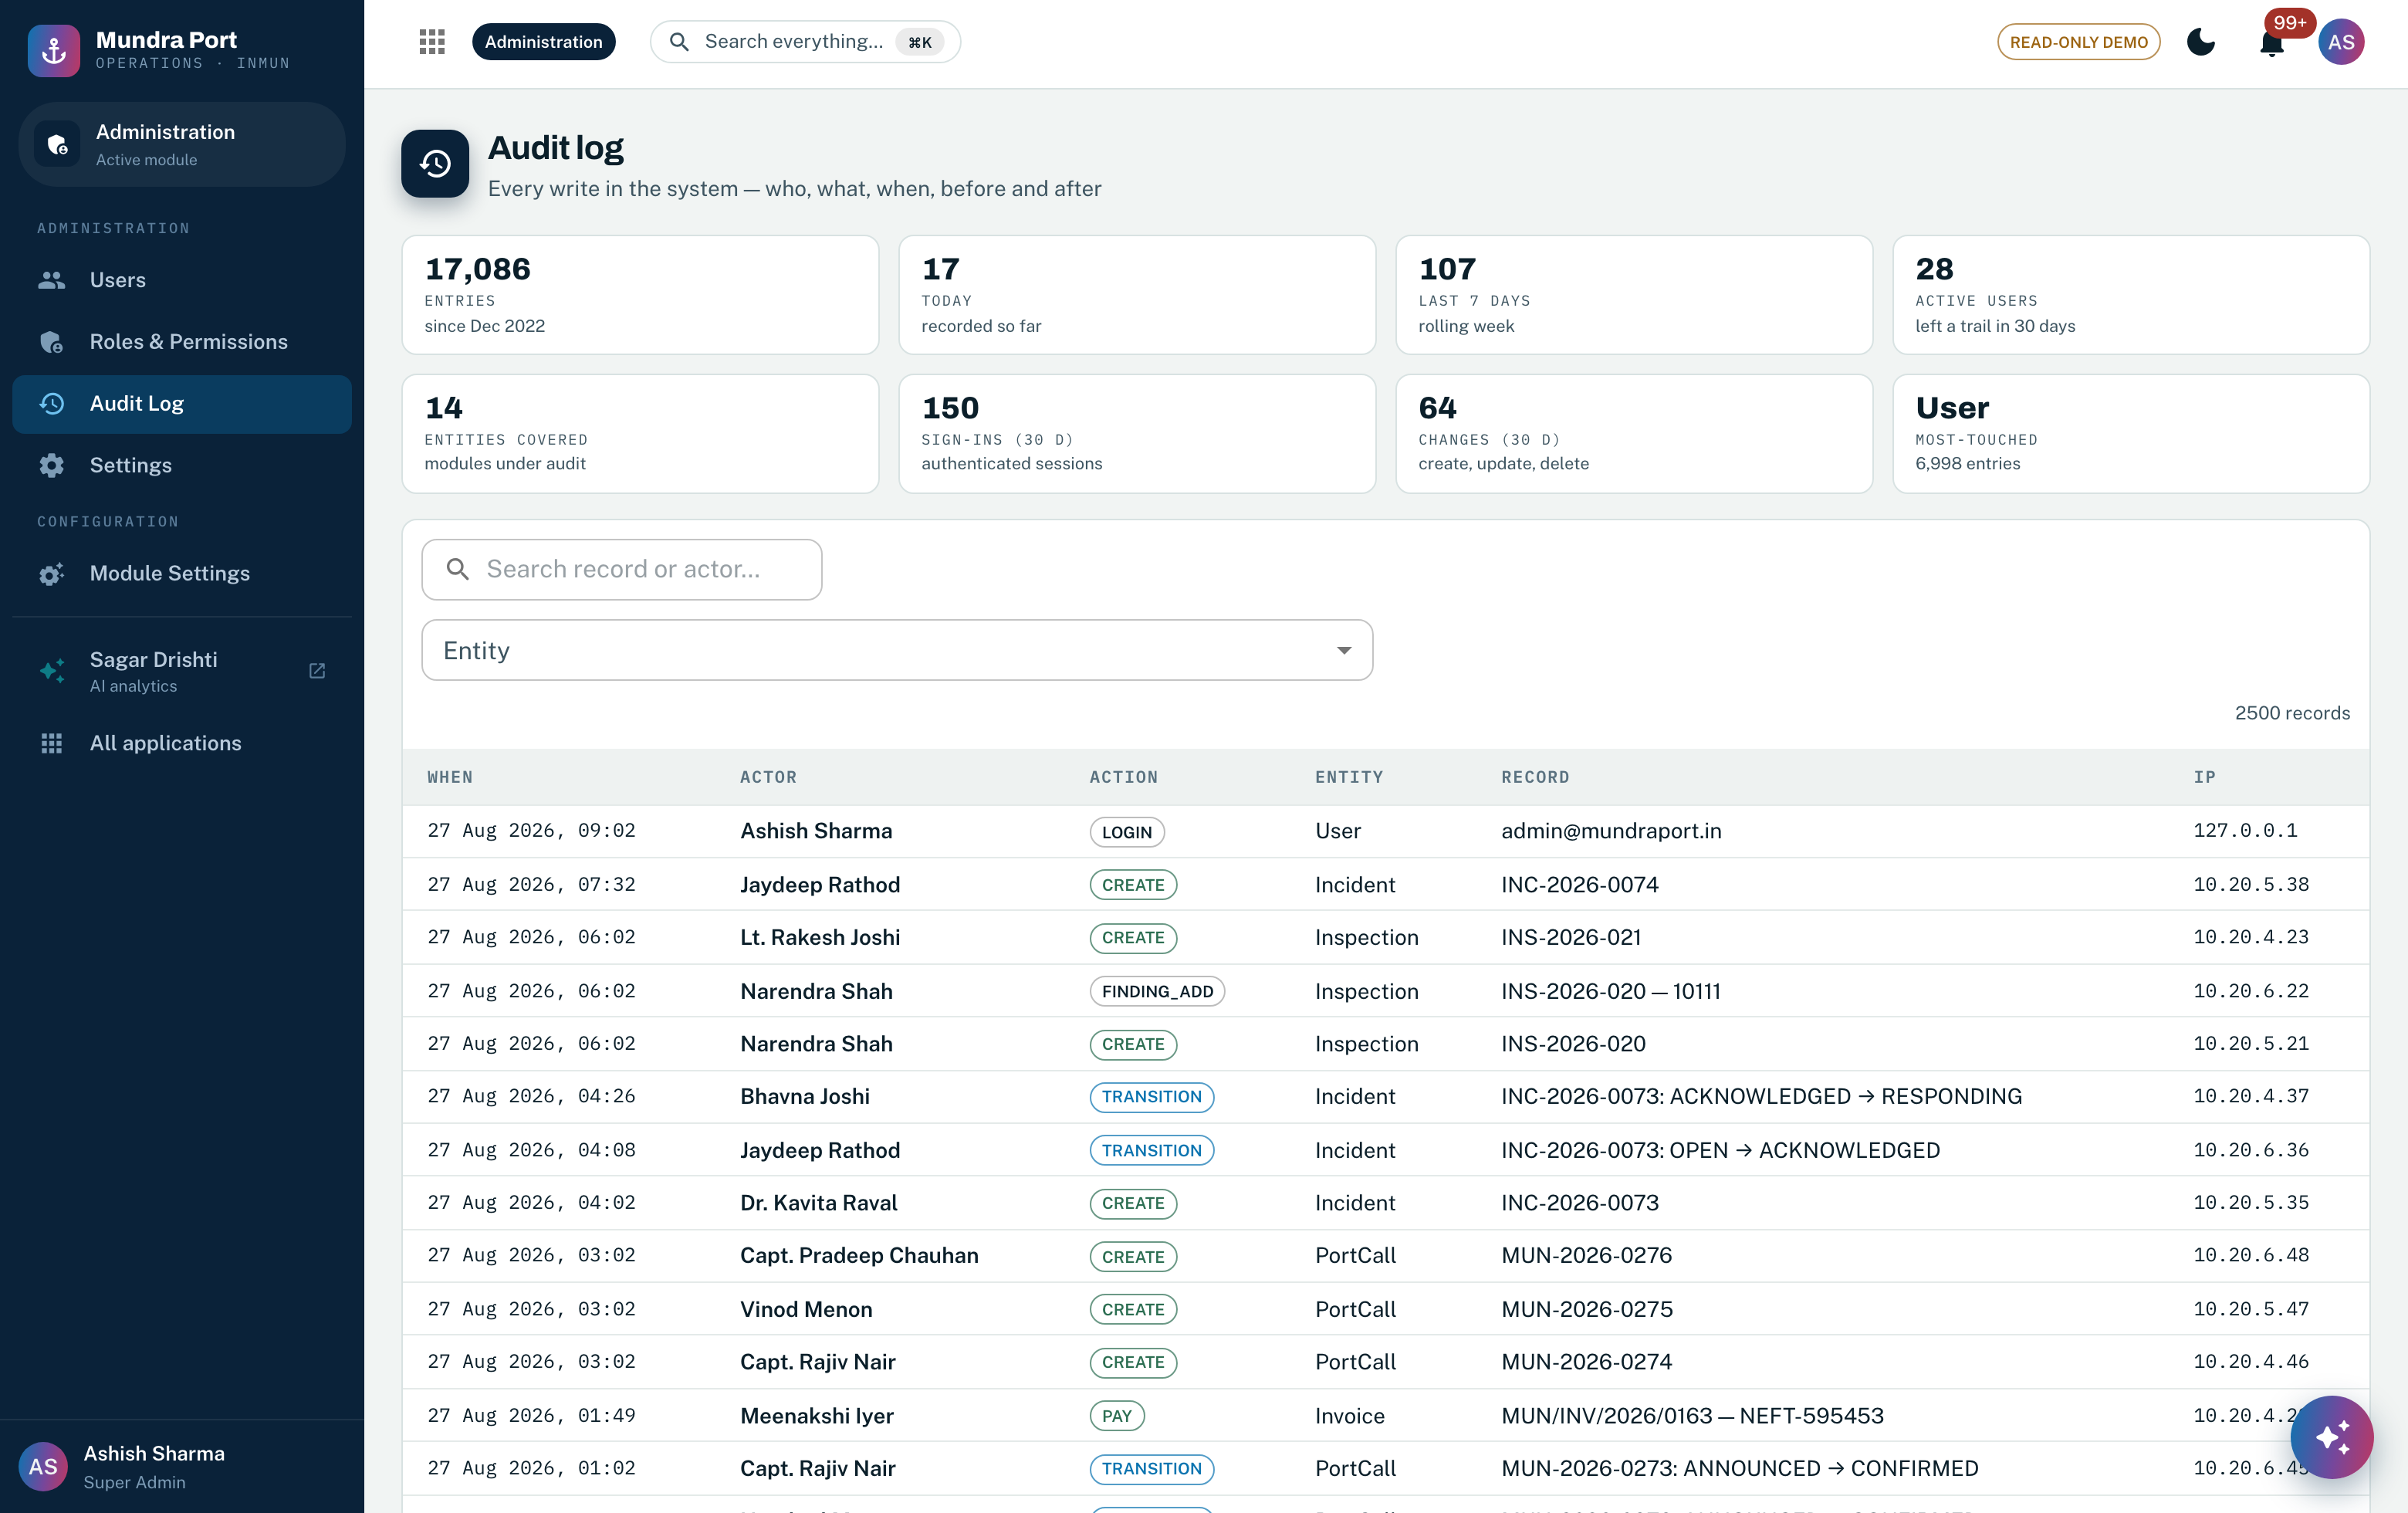 Mundra Port
OPERATIONS · INMUN
Administration
Active module
ADMINISTRATION
Users
Roles & Permissions
Audit Log
Settings
CONFIGURATION
Module Settings
Sagar Drishti
AI analytics
All applications
AS
Ashish Sharma
Super Admin
Administration
Search everything... ⌘K
READ-ONLY DEMO
99+
AS
Audit log
Every write in the system — who, what, when, before and after
17,086
ENTRIES
since Dec 2022
17
TODAY
recorded so far
107
LAST 7 DAYS
rolling week
28
ACTIVE USERS
left a trail in 30 days
14
ENTITIES COVERED
modules under audit
150
SIGN-INS (30 D)
authenticated sessions
64
CHANGES (30 D)
create, update, delete
User
MOST-TOUCHED
6,998 entries
Search record or actor...
Entity
2500 records
WHEN ACTOR ACTION ENTITY RECORD IP
27 Aug 2026, 09:02 Ashish Sharma LOGIN User admin@mundraport.in 127.0.0.1
27 Aug 2026, 07:32 Jaydeep Rathod CREATE Incident INC-2026-0074 10.20.5.38
27 Aug 2026, 06:02 Lt. Rakesh Joshi CREATE Inspection INS-2026-021 10.20.4.23
27 Aug 2026, 06:02 Narendra Shah FINDING_ADD Inspection INS-2026-020 — 10111 10.20.6.22
27 Aug 2026, 06:02 Narendra Shah CREATE Inspection INS-2026-020 10.20.5.21
27 Aug 2026, 04:26 Bhavna Joshi TRANSITION Incident INC-2026-0073: ACKNOWLEDGED → RESPONDING 10.20.4.37
27 Aug 2026, 04:08 Jaydeep Rathod TRANSITION Incident INC-2026-0073: OPEN → ACKNOWLEDGED 10.20.6.36
27 Aug 2026, 04:02 Dr. Kavita Raval CREATE Incident INC-2026-0073 10.20.5.35
27 Aug 2026, 03:02 Capt. Pradeep Chauhan CREATE PortCall MUN-2026-0276 10.20.6.48
27 Aug 2026, 03:02 Vinod Menon CREATE PortCall MUN-2026-0275 10.20.5.47
27 Aug 2026, 03:02 Capt. Rajiv Nair CREATE PortCall MUN-2026-0274 10.20.4.46
27 Aug 2026, 01:49 Meenakshi Iyer PAY Invoice MUN/INV/2026/0163 — NEFT-595453
27 Aug 2026, 01:02 Capt. Rajiv Nair TRANSITION PortCall MUN-2026-0273: ANNOUNCED → CONFIRMED